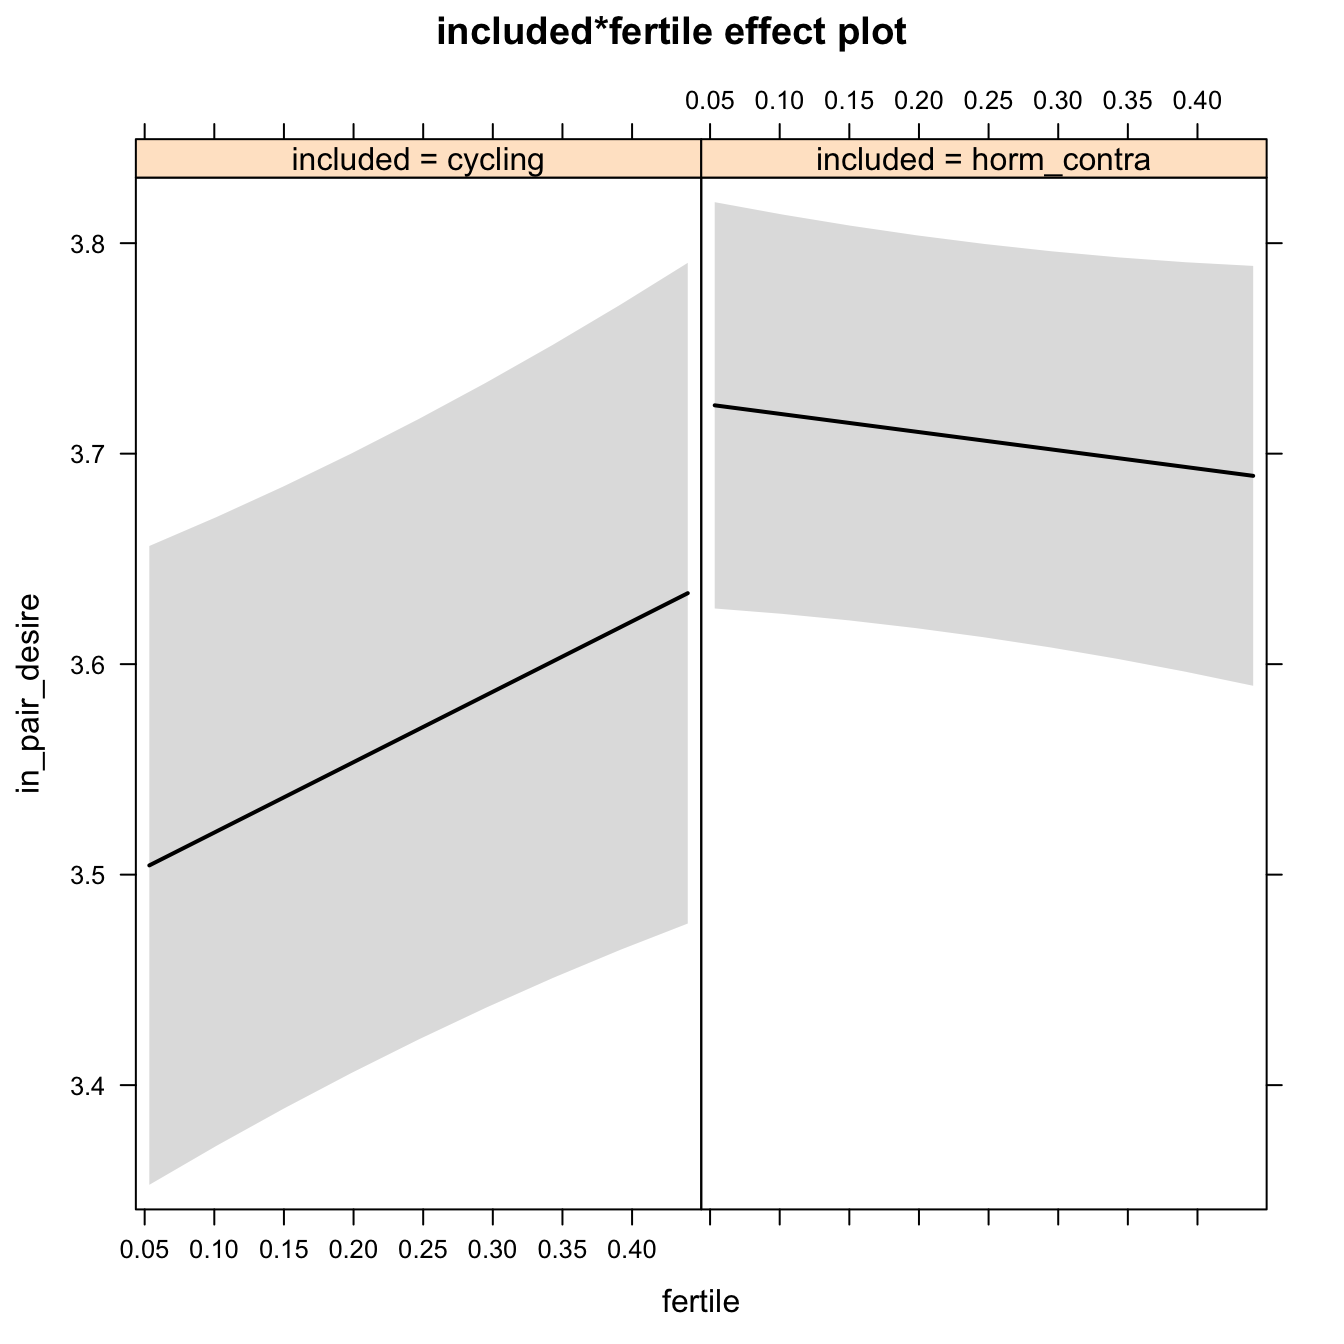 included*fertile effect plot
0.05 0.10 0.15 0.20 0.25 0.30 0.35 0.40
included = cycling
included = horm_contra
3.8
3.7
3.6
3.5
3.4
in_pair_desire
0.05 0.10 0.15 0.20 0.25 0.30 0.35 0.40
fertile